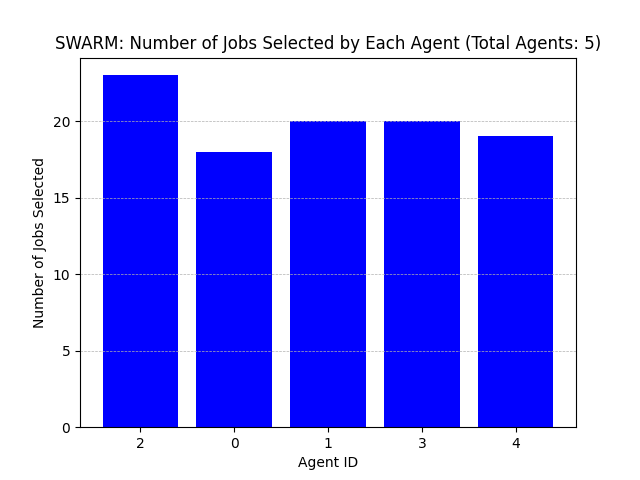 SWARM: Number of Jobs Selected by Each Agent (Total Agents: 5)
Number of Jobs Selected
20
15
10
5
0
2 0 1 3 4
Agent ID